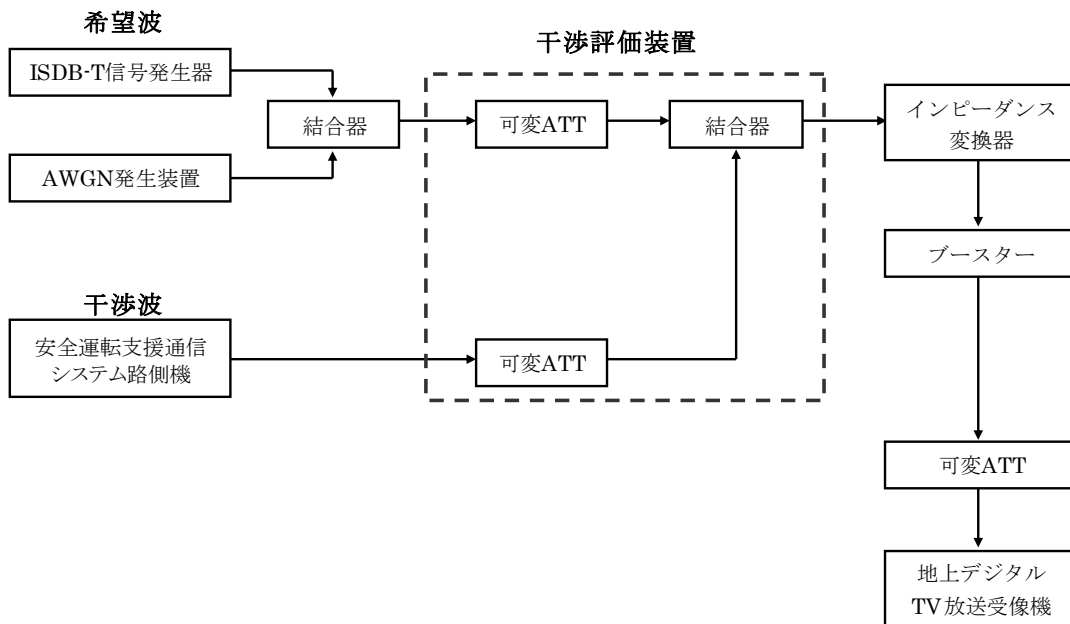 希望波
ISDB-T信号発生器
結合器
AWGN発生装置
干渉評価装置
可変ATT
結合器
インピーダンス
変換器
ブースター
干渉波
安全運転支援通信
システム路側機
可変ATT
可変ATT
地上デジタル
TV放送受像機